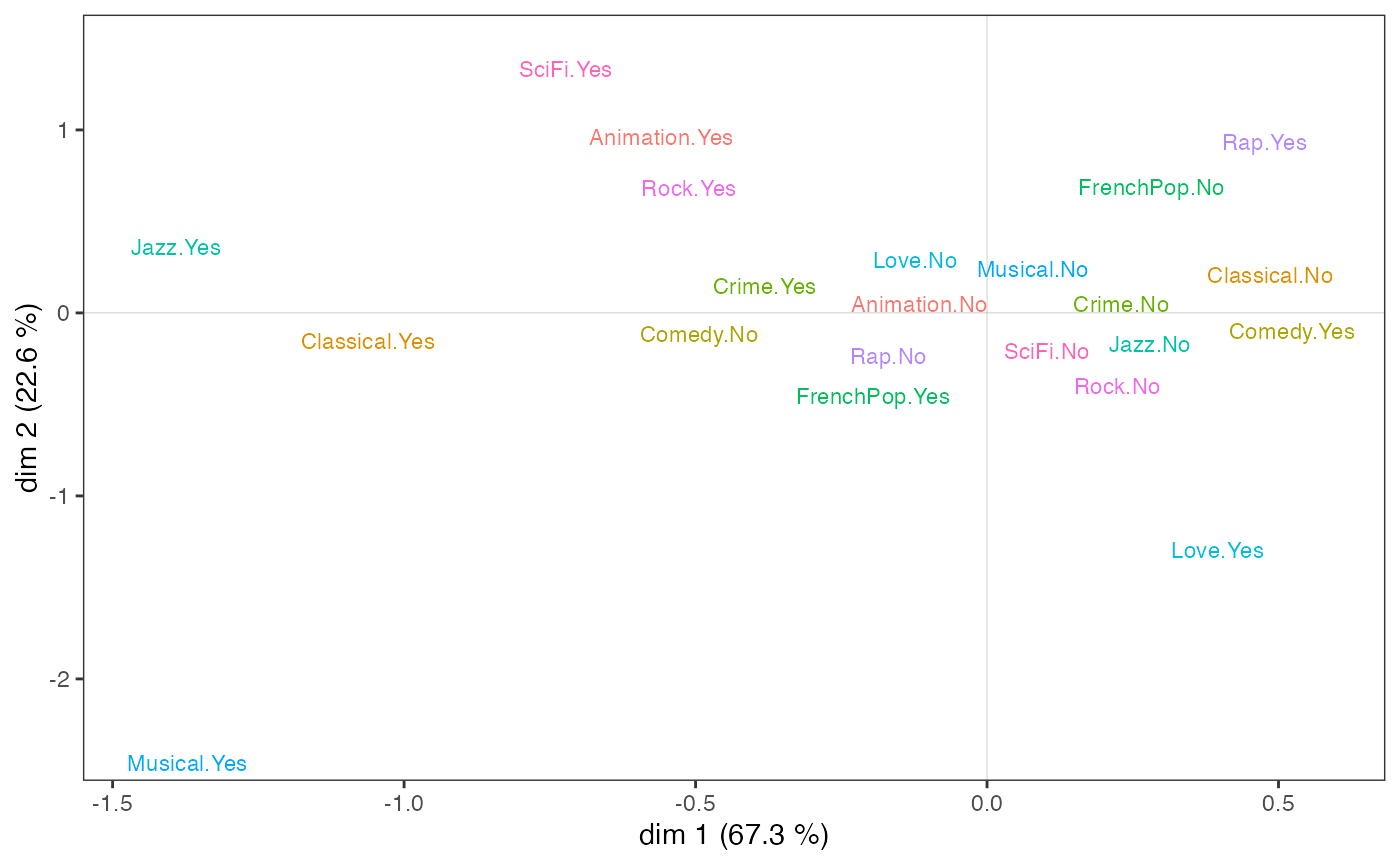 SciFi.Yes
1
Animation.Yes
Rap.Yes
Rock.Yes
FrenchPop.No
Jazz.Yes
Love.No
Musical.No
Classical.No
Crime.Yes
Animation.No
Crime.No
0
Classical.Yes
Comedy.No
Comedy.Yes
Rap.No
SciFi.No
Jazz.No
Rock.No
FrenchPop.Yes
dim 2 (22.6 %)
-1
Love.Yes
-2
Musical.Yes
-1.5 -1.0 -0.5 0.0 0.5
dim 1 (67.3 %)